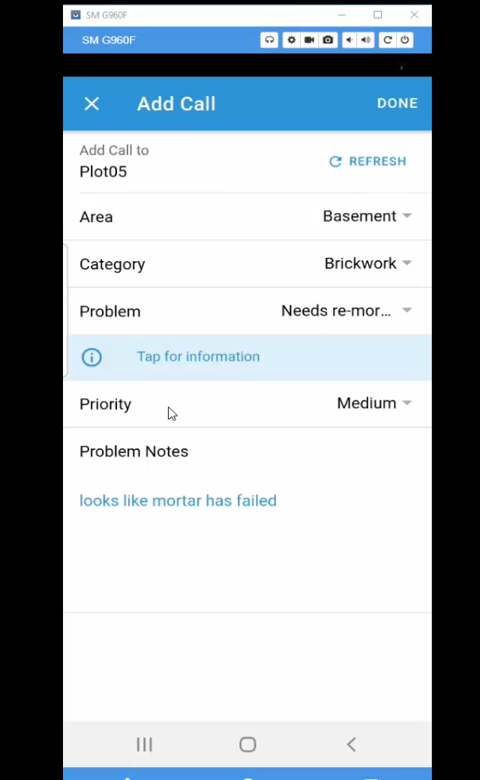 SM G960F
SM G960F
Add Call
DONE
Add Call to
Plot05
REFRESH
Area
Basement
Category
Brickwork
Problem
Needs re-mor...
Tap for information
Priority
Medium
Problem Notes
looks like mortar has failed